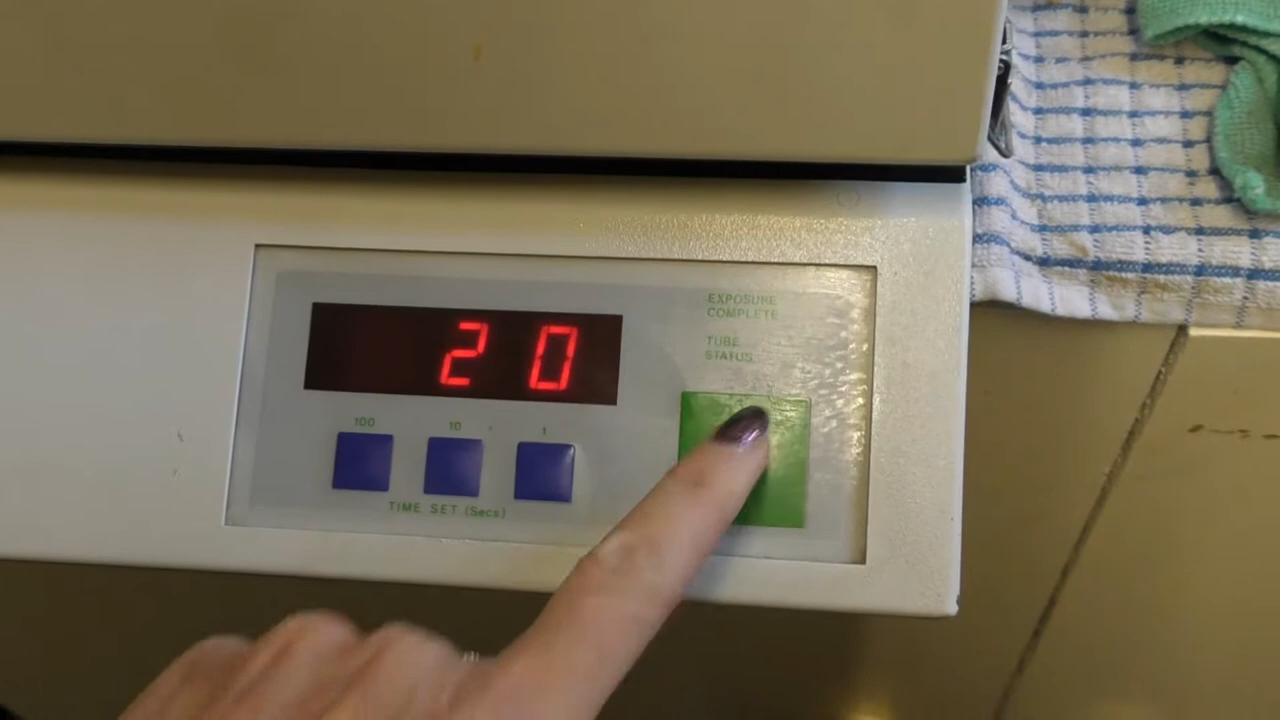 EXPOSURE
COMPLETE
TUBE
STATUS
20
100 10 1
TIME SET (Secs)